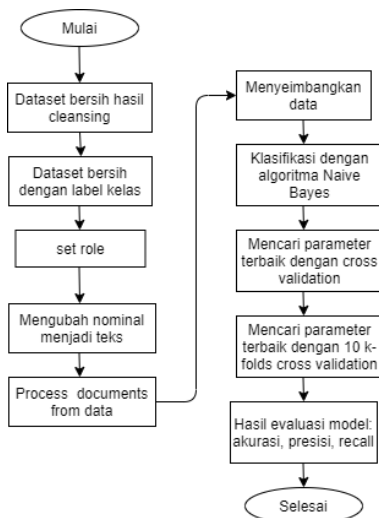 Mulai
Dataset bersih hasil
cleansing
Dataset bersih
dengan label kelas
set role
Mengubah nominal
menjadi teks
Process documents
from data
Menyeimbangkan
data
Klasifikasi dengan
algoritma Naive
Bayes
Mencari parameter
terbaik dengan cross
validation
Mencari parameter
terbaik dengan 10 k-
folds cross validation
Hasil evaluasi model:
akurasi, presisi, recall
Selesai